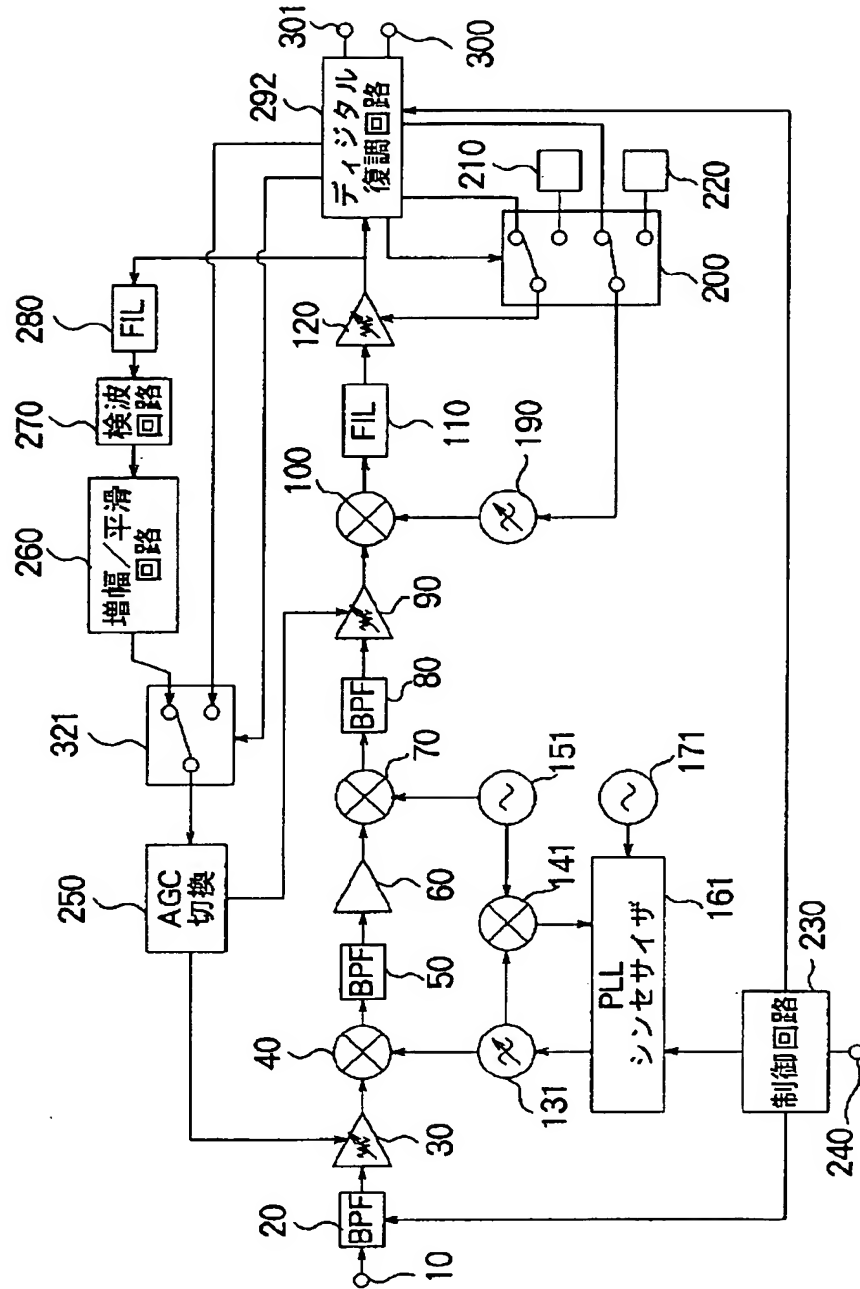 301
300
292
ディジタル
復調回路
210
220
200
280
FIL
270
検波
回路
260
増幅/平滑
回路
120
FIL
110
100
190
90
BPF
80
321
70
151
171
250
AGC
切換
60
141
161
BPF
50
PLL
シンセサイザ
230
制御回路
40
131
240
30
20
BPF
10